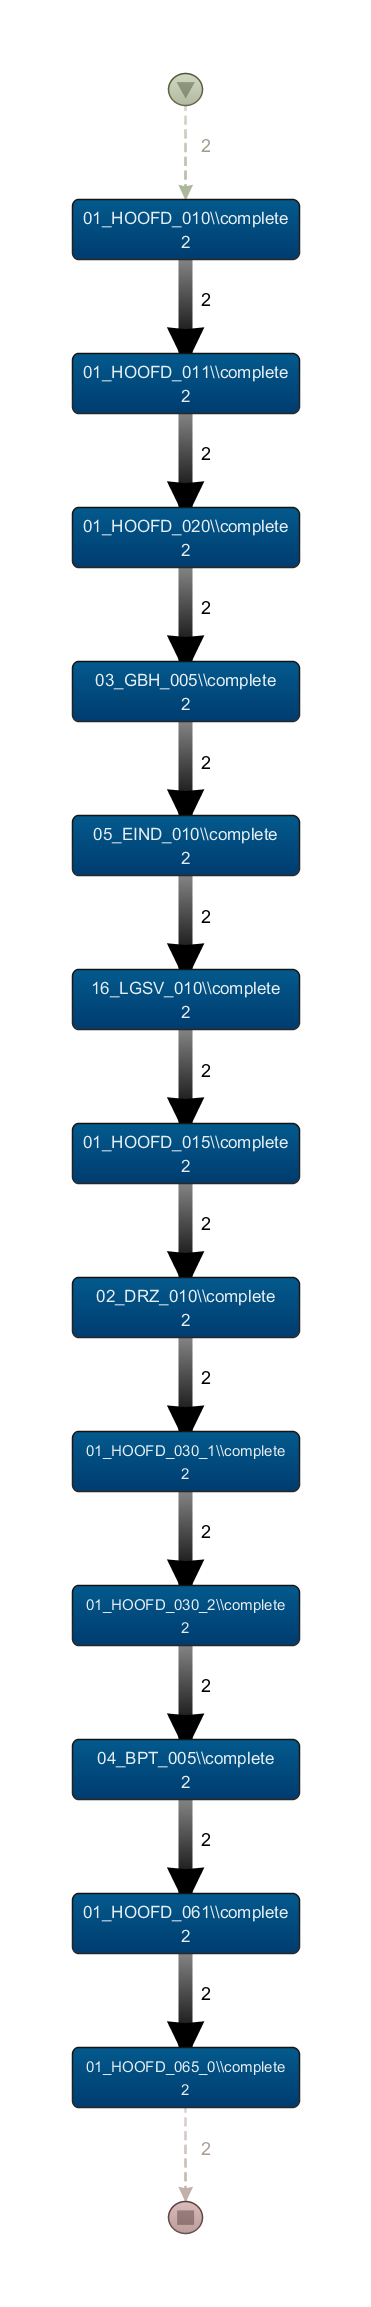 2
01_HOOFD_010\\complete
2
2
01_HOOFD_011\\complete
2
2
01_HOOFD_020\\complete
2
2
03_GBH_005\\complete
2
2
05_EIND_010\\complete
2
2
16_LGSV_010\\complete
2
2
01_HOOFD_015\\complete
2
2
02_DRZ_010\\complete
2
2
01_HOOFD_030_1\\complete
2
2
01_HOOFD_030_2\\complete
2
2
04_BPT_005\\complete
2
2
01_HOOFD_061\\complete
2
2
01_HOOFD_065_0\\complete
2
2